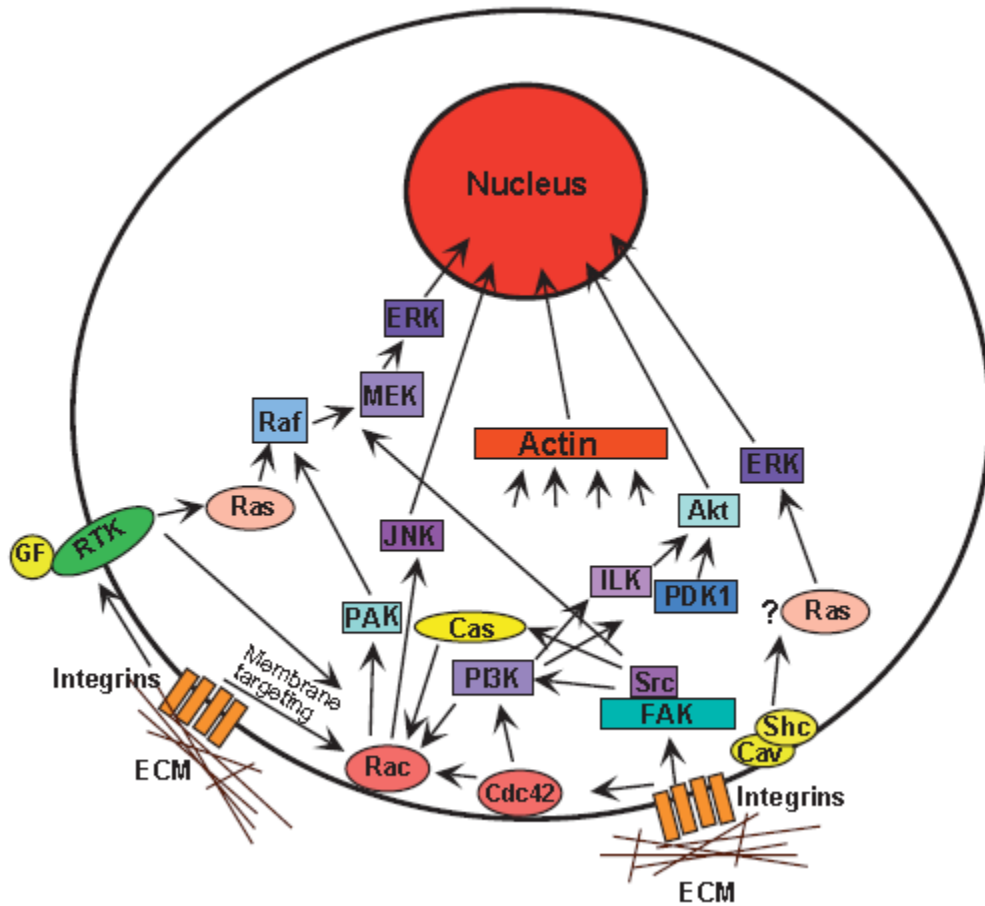 Nucleus
ERK
MEK
Raf
Actin
ERK
Ras
Akt
RTK
GF
JNK
ILK
PDK1
PAK
Cas
? Ras
Membrane
targeting
Integrins
PI3K
Src
FAK
Shc
Cav
ECM
Rac
Cdc42
Integrins
ECM